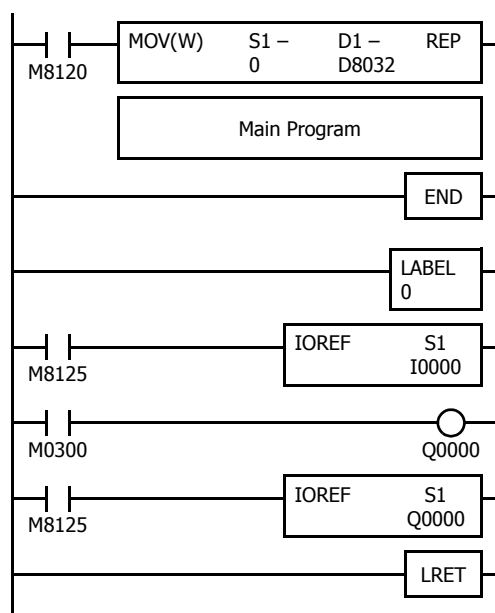 MOV(W) S1 – D1 – REP
0 D8032
M8120
Main Program
END
LABEL
0
IOREF S1
I0000
M8125
M0300 Q0000
IOREF S1
Q0000
M8125
LRET